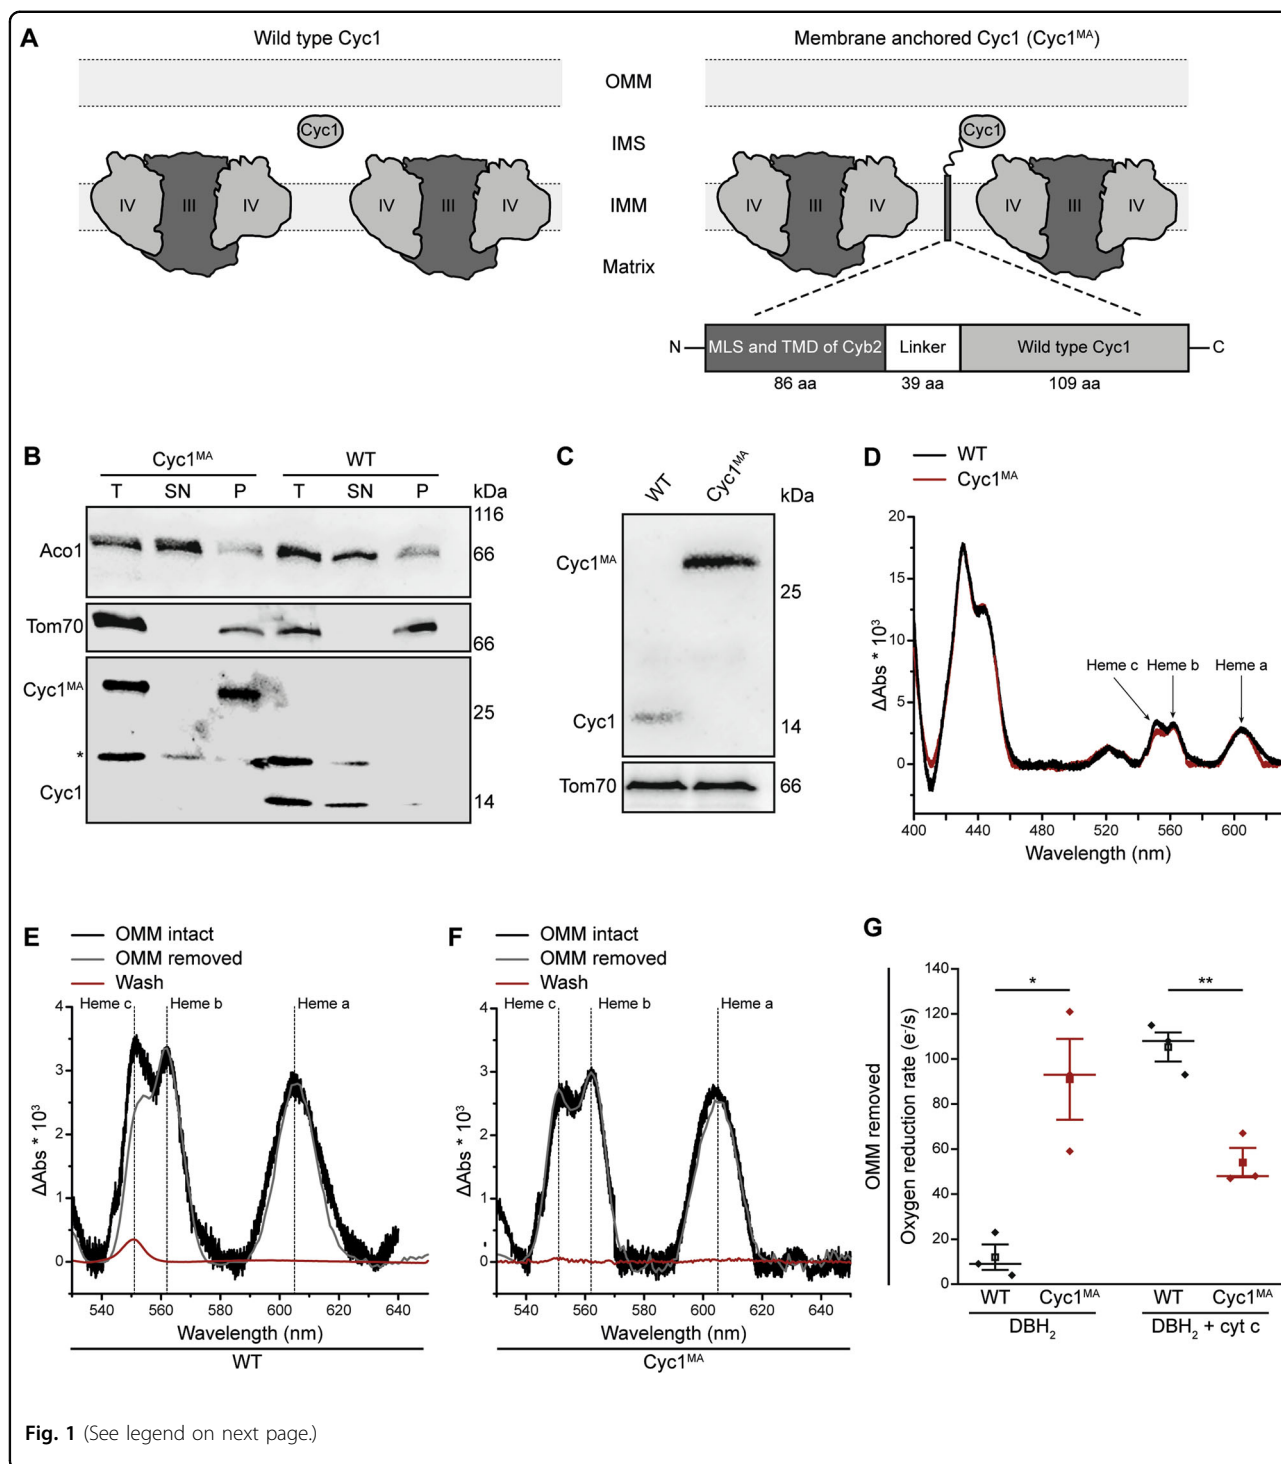 A
Wild type Cyc1
Membrane anchored Cyc1 (Cyc1ᴹᴬ)
OMM
Cyc1
Cyc1
IMS
IV III IV IV III IV
IMM
IV III IV IV III IV
Matrix
N MLS and TMD of Cyb2 Linker Wild type Cyc1 C
86 aa 39 aa 109 aa
B
Cyc1ᴹᴬ WT
T SN P T SN P kDa
116
Aco1 66
Tom70
66
Cyc1ᴹᴬ
25
*
Cyc1 14
C
WT Cyc1ᴹᴬ
kDa
Cyc1ᴹᴬ
25
Cyc1 14
Tom70 66
D
WT
Cyc1ᴹᴬ
20
15
10
5
0
ΔAbs * 10³
Heme c Heme b Heme a
400 440 480 520 560 600
Wavelength (nm)
E
OMM intact
OMM removed
Wash
Heme c Heme b Heme a
4
3
2
1
0
ΔAbs * 10³
540 560 580 600 620 640
Wavelength (nm)
WT
F
OMM intact
OMM removed
Wash
Heme c Heme b Heme a
4
3
2
1
0
ΔAbs * 10³
540 560 580 600 620 640
Wavelength (nm)
Cyc1ᴹᴬ
G
OMM removed
Oxygen reduction rate (e⁻/s)
140
120
100
80
60
40
20
0
* **
WT Cyc1ᴹᴬ WT Cyc1ᴹᴬ
DBH₂ DBH₂ + cyt c
Fig. 1 (See legend on next page.)